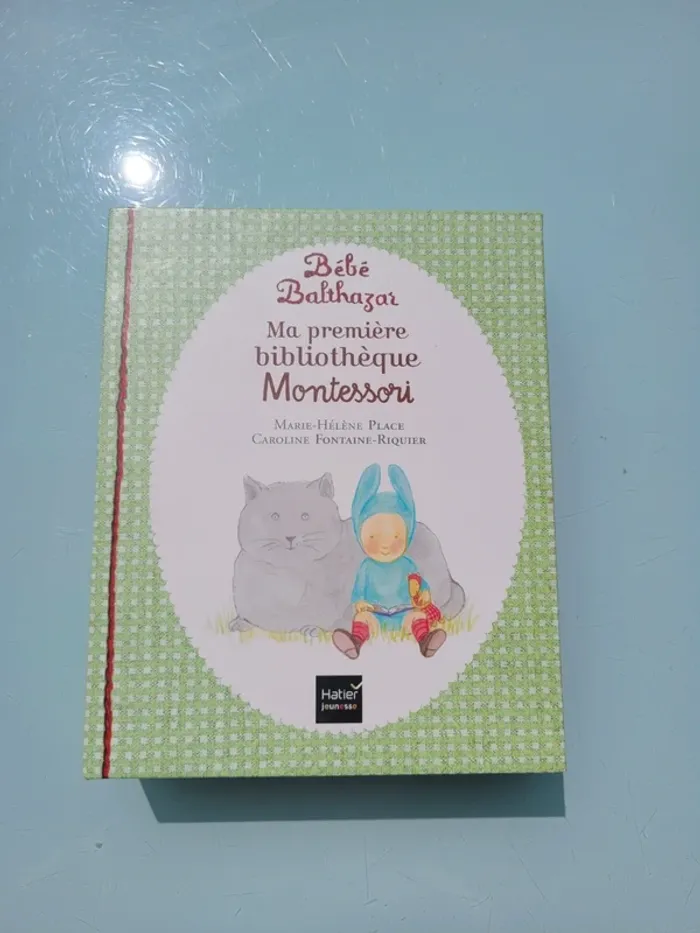 Bébé
Balthazar
Ma première
bibliothèque
Montessori
Marie-Hélène Place
Caroline Fontaine-Riquier
Hatier
jeunesse